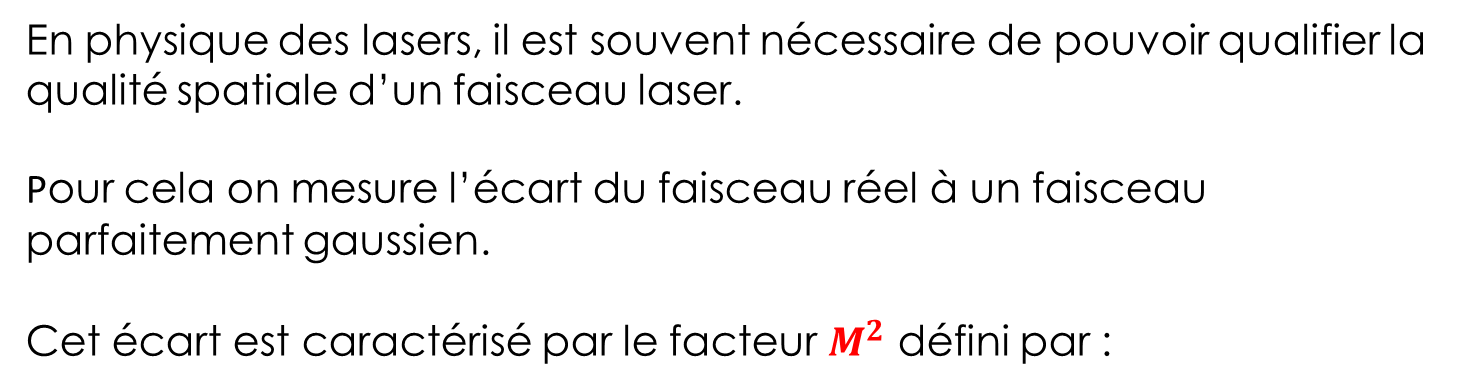 En physique des lasers, il est souvent nécessaire de pouvoir qualifier la
qualité spatiale d’un faisceau laser.
Pour cela on mesure l’écart du faisceau réel à un faisceau
parfaitement gaussien.
Cet écart est caractérisé par le facteur M² défini par :